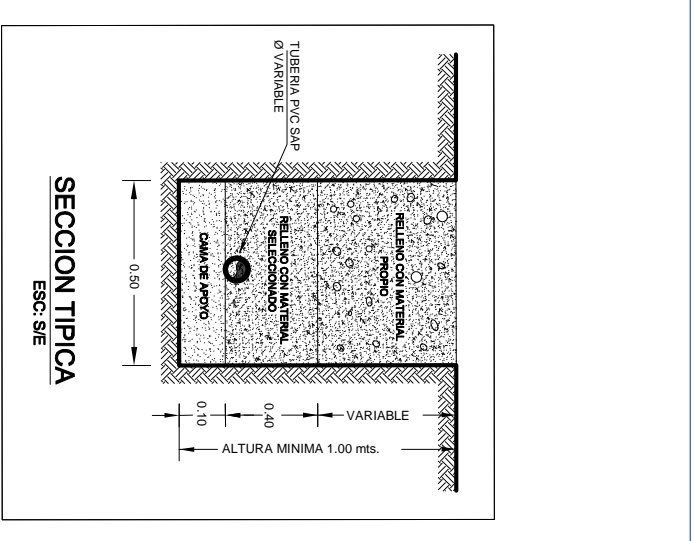 TUBERIA PVC SAP
Ø VARIABLE
RELLENO CON MATERIAL
PROPIO
RELLENO CON MATERIAL
SELECCIONADO
CAMA DE APOYO
VARIABLE
0.40
0.10
ALTURA MINIMA 1.00 mts.
0.50
SECCION TIPICA
ESC: S/E